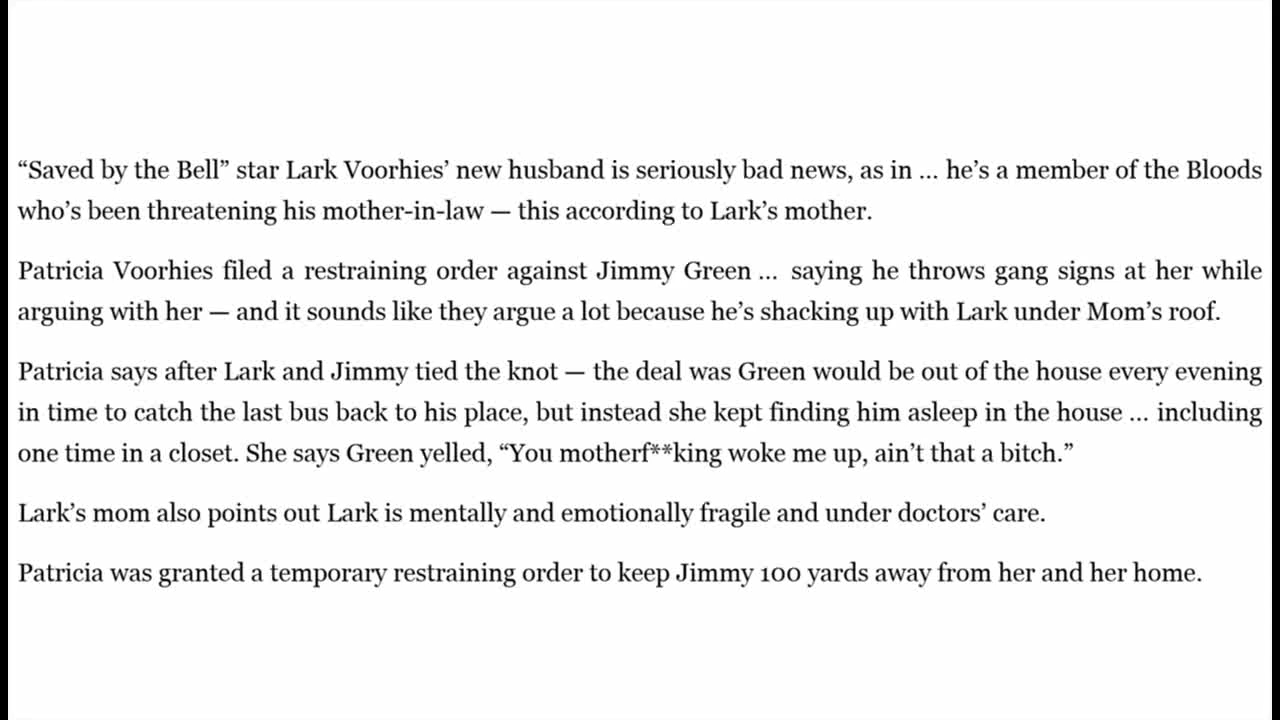 “Saved by the Bell” star Lark Voorhies’ new husband is seriously bad news, as in ... he’s a member of the Bloods
who’s been threatening his mother-in-law — this according to Lark’s mother.
Patricia Voorhies filed a restraining order against Jimmy Green ... saying he throws gang signs at her while
arguing with her — and it sounds like they argue a lot because he’s shacking up with Lark under Mom’s roof.
Patricia says after Lark and Jimmy tied the knot — the deal was Green would be out of the house every evening
in time to catch the last bus back to his place, but instead she kept finding him asleep in the house ... including
one time in a closet. She says Green yelled, “You motherf**king woke me up, ain’t that a bitch.”
Lark’s mom also points out Lark is mentally and emotionally fragile and under doctors’ care.
Patricia was granted a temporary restraining order to keep Jimmy 100 yards away from her and her home.